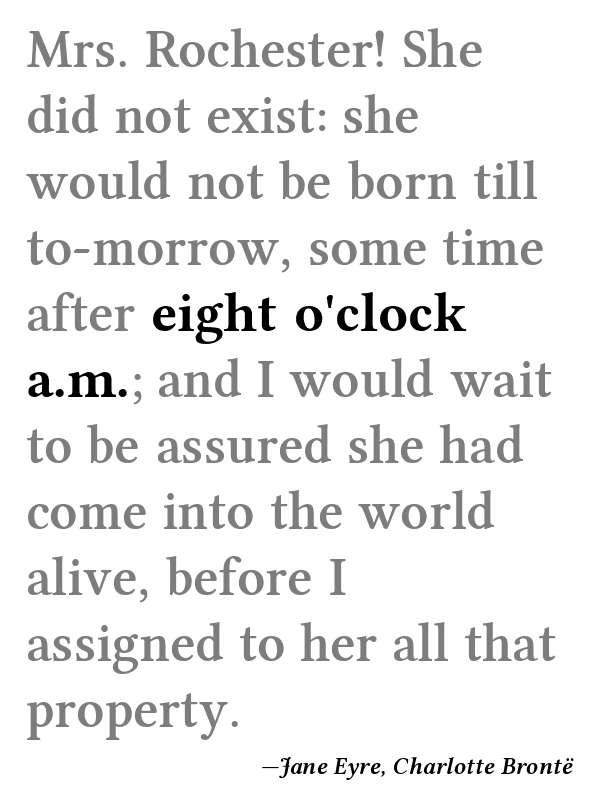 Mrs. Rochester! She
did not exist: she
would not be born till
to-morrow, some time
after eight o'clock
a.m.; and I would wait
to be assured she had
come into the world
alive, before I
assigned to her all that
property.
—Jane Eyre, Charlotte Brontë